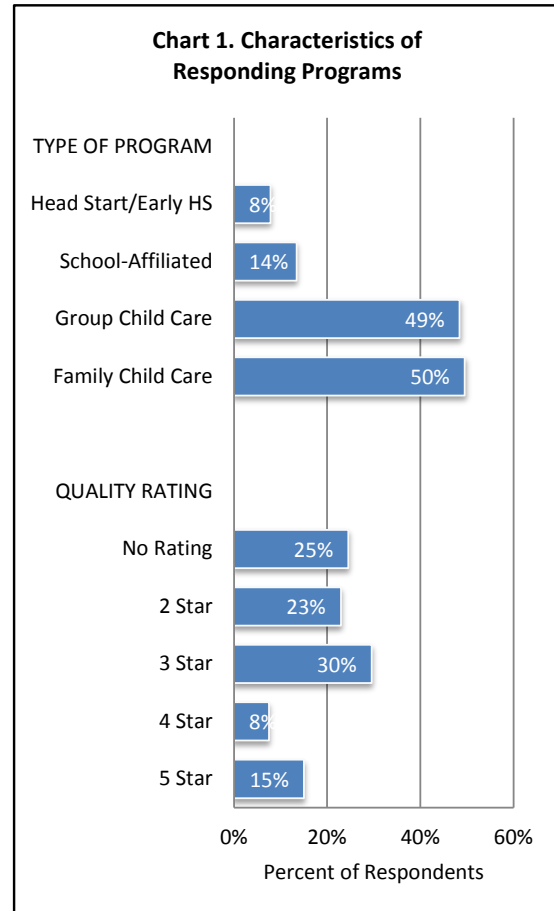 Chart 1. Characteristics of
Responding Programs
TYPE OF PROGRAM
Head Start/Early HS 8%
School-Affiliated 14%
Group Child Care 49%
Family Child Care 50%
QUALITY RATING
No Rating 25%
2 Star 23%
3 Star 30%
4 Star 8%
5 Star 15%
0% 20% 40% 60%
Percent of Respondents